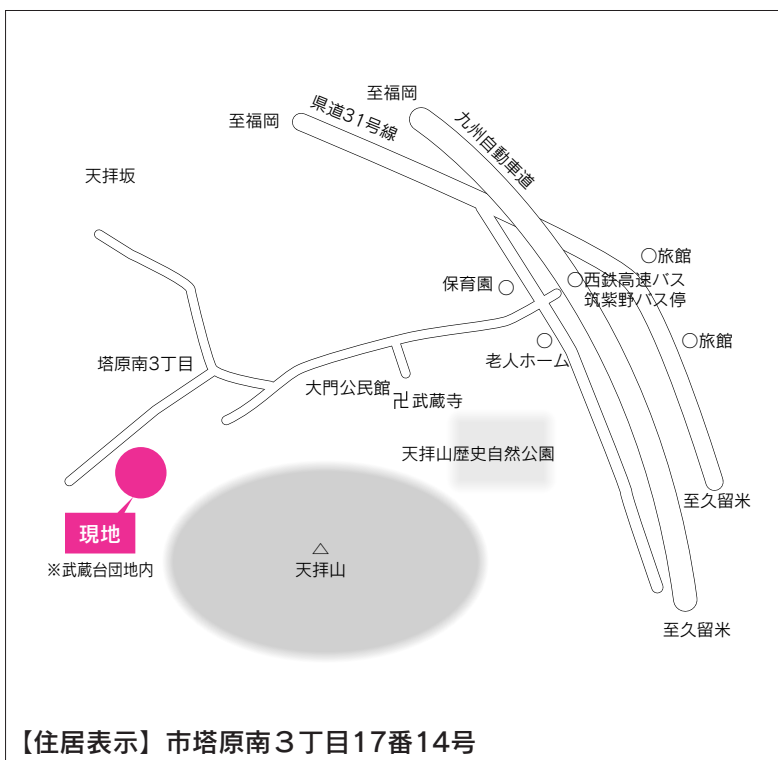 至福岡
県道31号線
至福岡
九州自動車道
天拝坂
○旅館
保育園○
○西鉄高速バス
筑紫野バス停
○旅館
塔原南3丁目
老人ホーム
大門公民館
卍武蔵寺
天拝山歴史自然公園
至久留米
現地
※武蔵台団地内
△
天拝山
至久留米
【住居表示】市塔原南３丁目17番14号